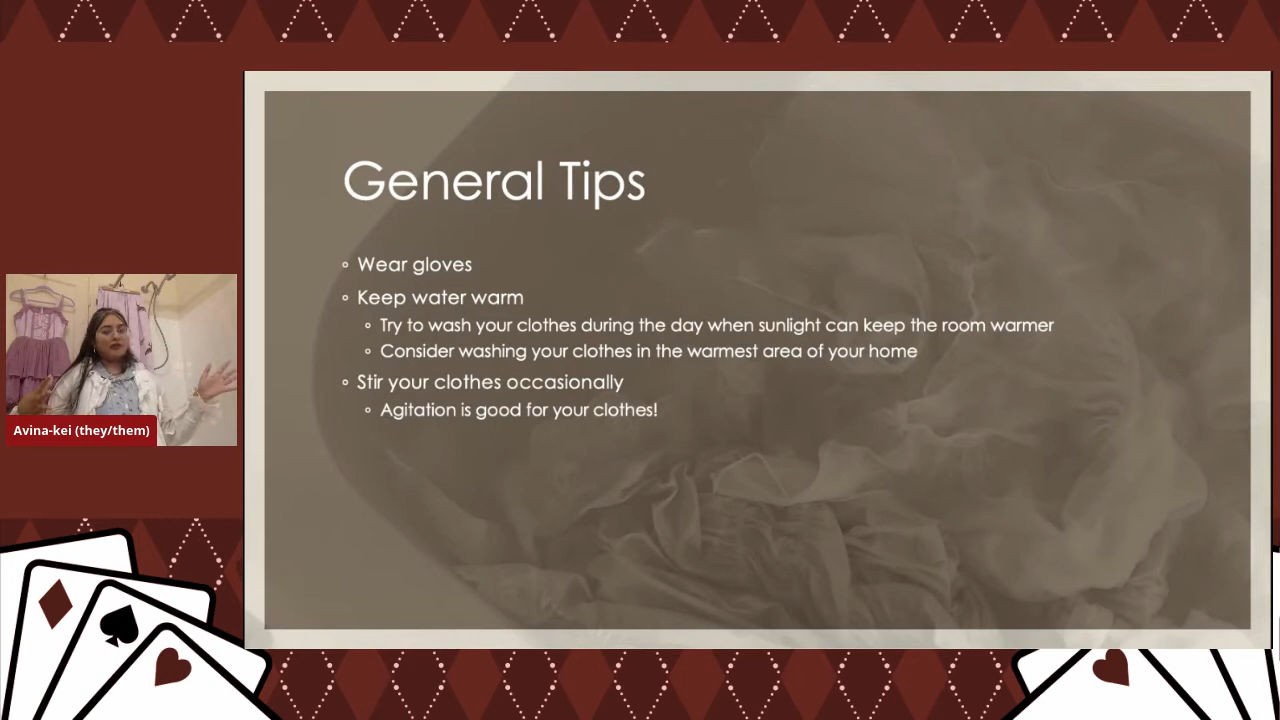 General Tips
Wear gloves
Keep water warm
Try to wash your clothes during the day when sunlight can keep the room warmer
Consider washing your clothes in the warmest area of your home
Stir your clothes occasionally
Agitation is good for your clothes!
Avina-kei (they/them)